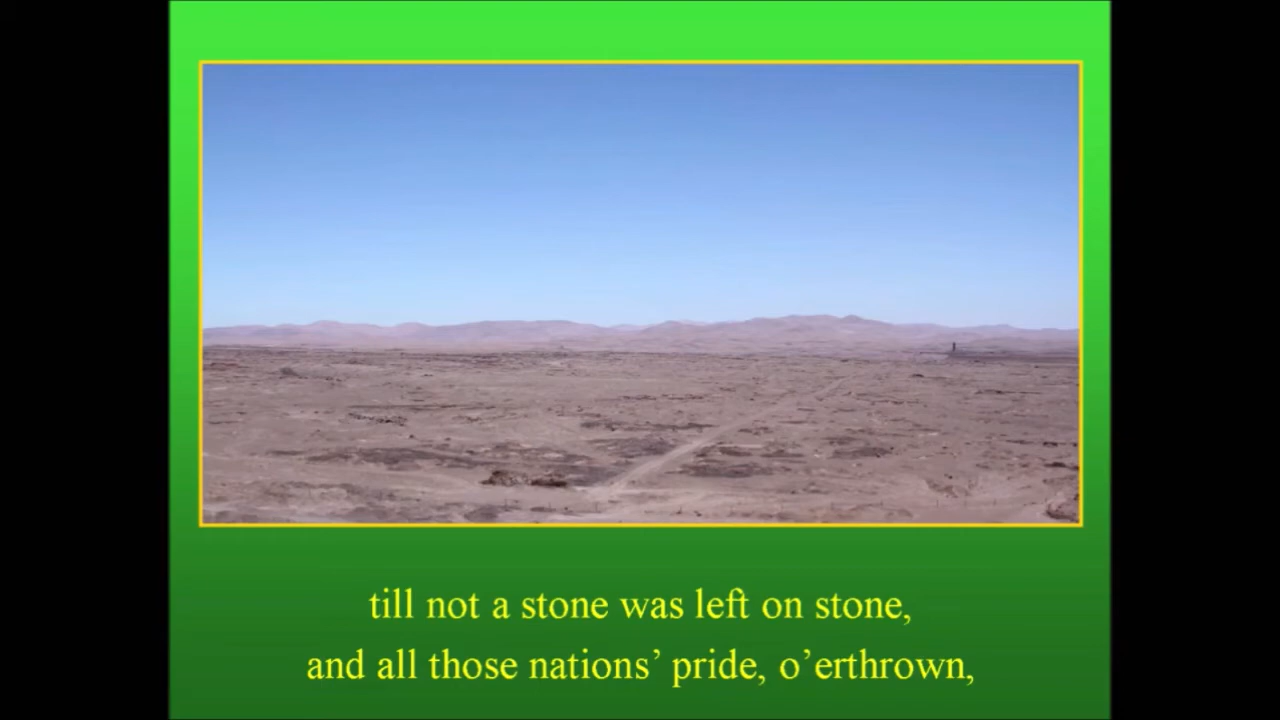 till not a stone was left on stone,
and all those nations’ pride, o’erthrown,